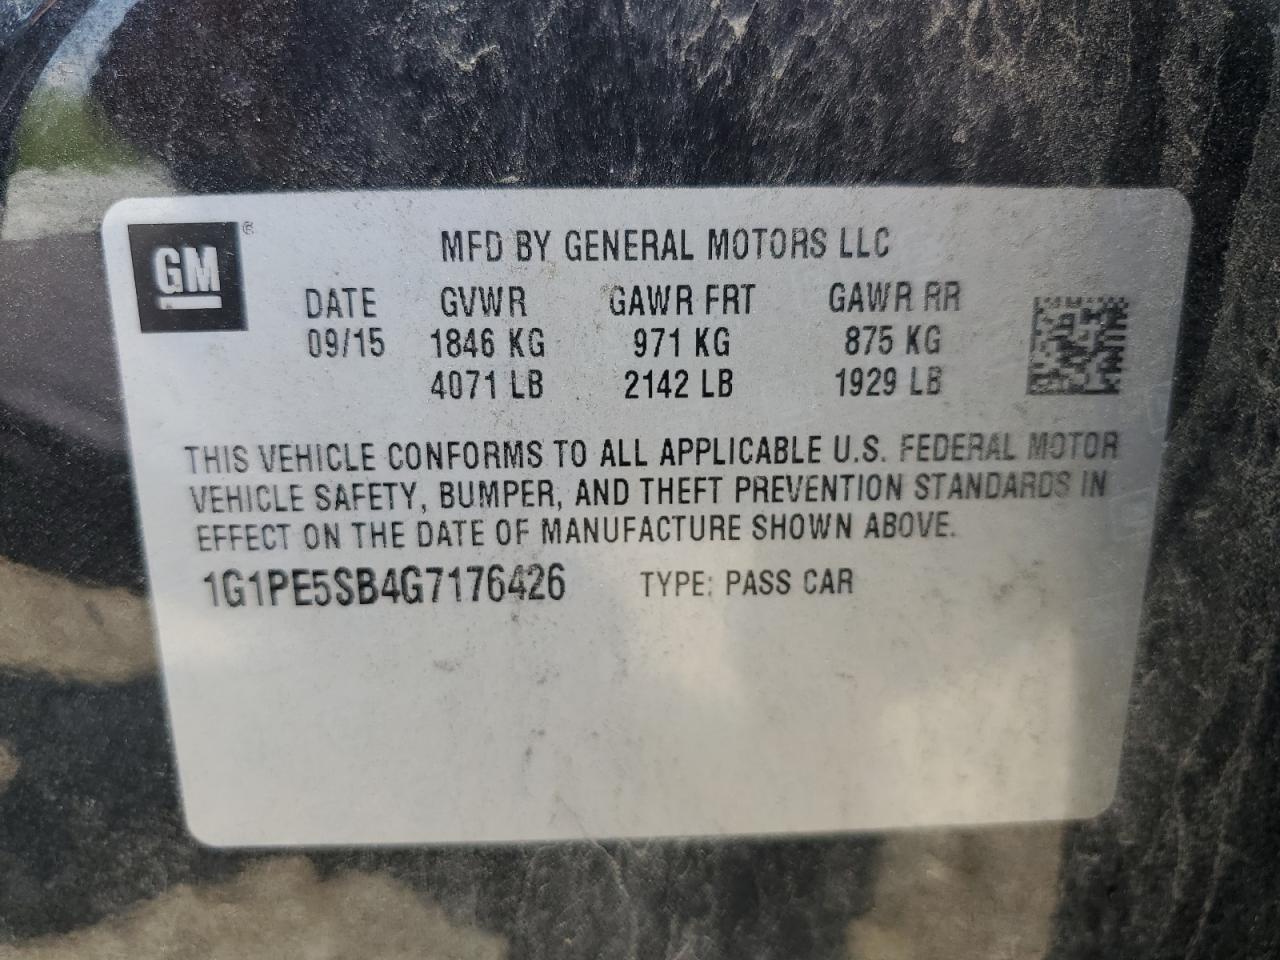 GM ®
MFD BY GENERAL MOTORS LLC
DATE GVWR GAWR FRT GAWR RR
09/15 1846 KG 971 KG 875 KG
4071 LB 2142 LB 1929 LB
THIS VEHICLE CONFORMS TO ALL APPLICABLE U.S. FEDERAL MOTOR
VEHICLE SAFETY, BUMPER, AND THEFT PREVENTION STANDARDS IN
EFFECT ON THE DATE OF MANUFACTURE SHOWN ABOVE.
1G1PE5SB4G7176426 TYPE: PASS CAR